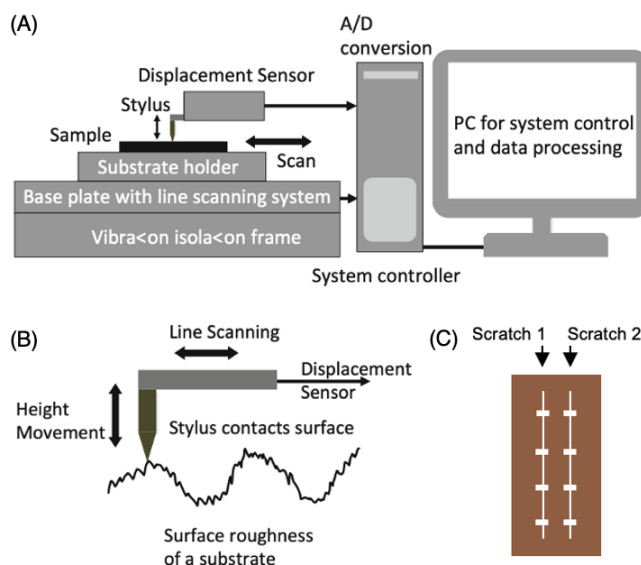 (A)
A/D
conversion
Displacement Sensor
Stylus
Sample
Scan
Substrate holder
Base plate with line scanning system
Vibra<on isola<on frame
PC for system control
and data processing
System controller
(B)
Line Scanning
Displacement
Sensor
Height
Movement
Stylus contacts surface
Surface roughness
of a substrate
(C)
Scratch 1
Scratch 2